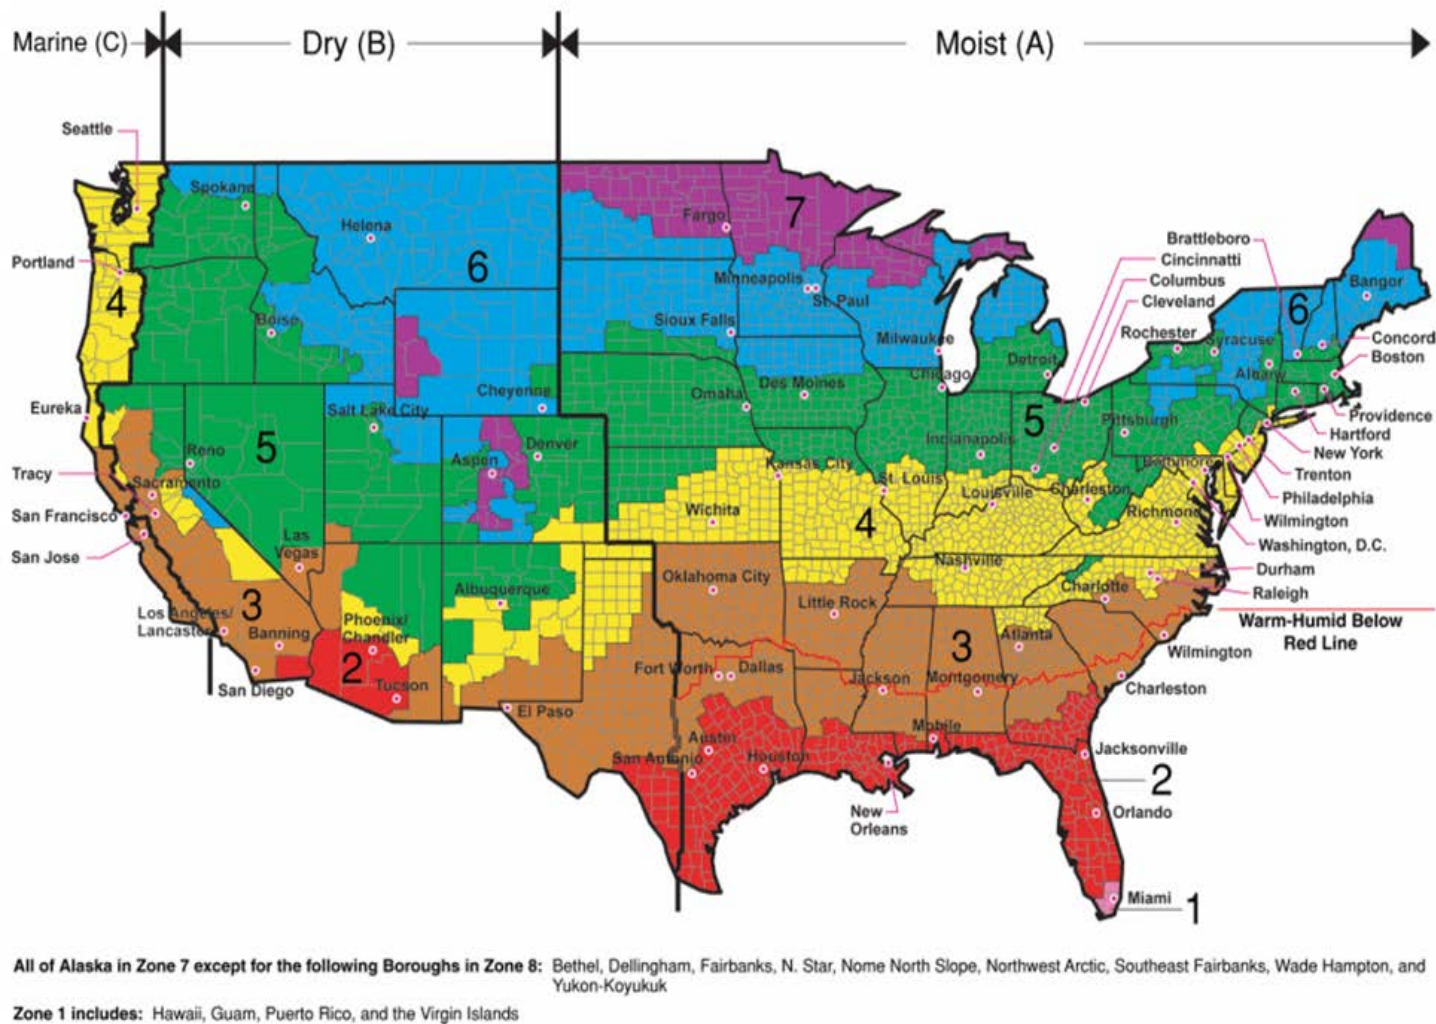 Marine (C)
Dry (B)
Moist (A)
Seattle
Spokane
Portland
4
Helena
6
Boise
Fargo
7
Minneapolis
St. Paul
Sioux Falls
Milwaukee
Brattleboro
Cincinnatti
Columbus
Cleveland
Rochester
Syracuse
6
Bangor
Concord
Boston
Albany
Detroit
Chicago
Des Moines
Omaha
Cheyenne
Eureka
Salt Lake City
Providence
Hartford
New York
Trenton
Philadelphia
Wilmington
Washington, D.C.
Durham
Raleigh
Pittsburgh
5
Indianapolis
Reno
5
Denver
Aspen
Tracy
Sacramento
San Francisco
San Jose
Las
Vegas
Kansas City
St. Louis
Louisville
Charleston
Baltimore
Richmond
Wichita
4
Nashville
Charlotte
Albuquerque
Oklahoma City
Little Rock
3
Los Angeles/
Lancaster
Banning
Phoenix/
Chandler
2
Tucson
San Diego
El Paso
Fort Worth
Dallas
Jackson
Montgomery
3
Atlanta
Warm-Humid Below
Red Line
Wilmington
Charleston
Austin
San Antonio
Houston
Mobile
New
Orleans
Jacksonville
2
Orlando
Miami
1
All of Alaska in Zone 7 except for the following Boroughs in Zone 8: Bethel, Dellingham, Fairbanks, N. Star, Nome North Slope, Northwest Arctic, Southeast Fairbanks, Wade Hampton, and
Yukon-Koyukuk
Zone 1 includes: Hawaii, Guam, Puerto Rico, and the Virgin Islands